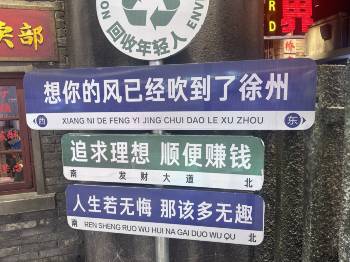 卖部
回收年轻人
想你的风已经吹到了徐州
西 XIANG NI DE FENG YI JING CHUI DAO LE XU ZHOU 东
追求理想 顺便赚钱
南 发财大道 北
人生若无悔 那该多无趣
南 REN SHENG RUO WU HUI NA GAI DUO WU QU 北